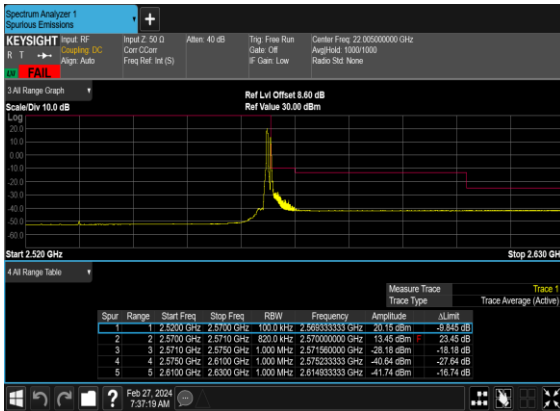 Spectrum Analyzer 1
Spurious Emissions
+
KEYSIGHT Input: RF Input Z: 50 Ω Atten: 40 dB Trig: Free Run Center Freq: 22.005000000 GHz
R T Coupling: DC Corr CCorr Gate: Off Avg|Hold: 1000/1000
Align: Auto Freq Ref: Int (S) IF Gain: Low Radio Std: None
LW FAIL
3 All Range Graph
Ref Lvl Offset 8.60 dB
Scale/Div 10.0 dB Ref Value 30.00 dBm
Log
20.0
10.0
0.00
-10.0
-20.0
-30.0
-40.0
-50.0
-60.0
Start 2.520 GHz Stop 2.630 GH
4 All Range Table
Measure Trace Trace 1
Trace Type Trace Average (Active)
Spur Range Start Freq Stop Freq RBW Frequency Amplitude ΔLimit
1 1 2.5200 GHz 2.5700 GHz 100.0 kHz 2.569333333 GHz 20.15 dBm -9.845 dB
2 2 2.5700 GHz 2.5710 GHz 820.0 kHz 2.570000000 GHz 13.45 dBm F 23.45 dB
3 3 2.5710 GHz 2.5750 GHz 1.000 MHz 2.571560000 GHz -28.18 dBm -18.18 dB
4 4 2.5750 GHz 2.6100 GHz 1.000 MHz 2.575233333 GHz -40.64 dBm -27.64 dB
5 5 2.6100 GHz 2.6300 GHz 1.000 MHz 2.614933333 GHz -41.74 dBm -16.74 dB
? Feb 27, 2024
7:37:19 AM